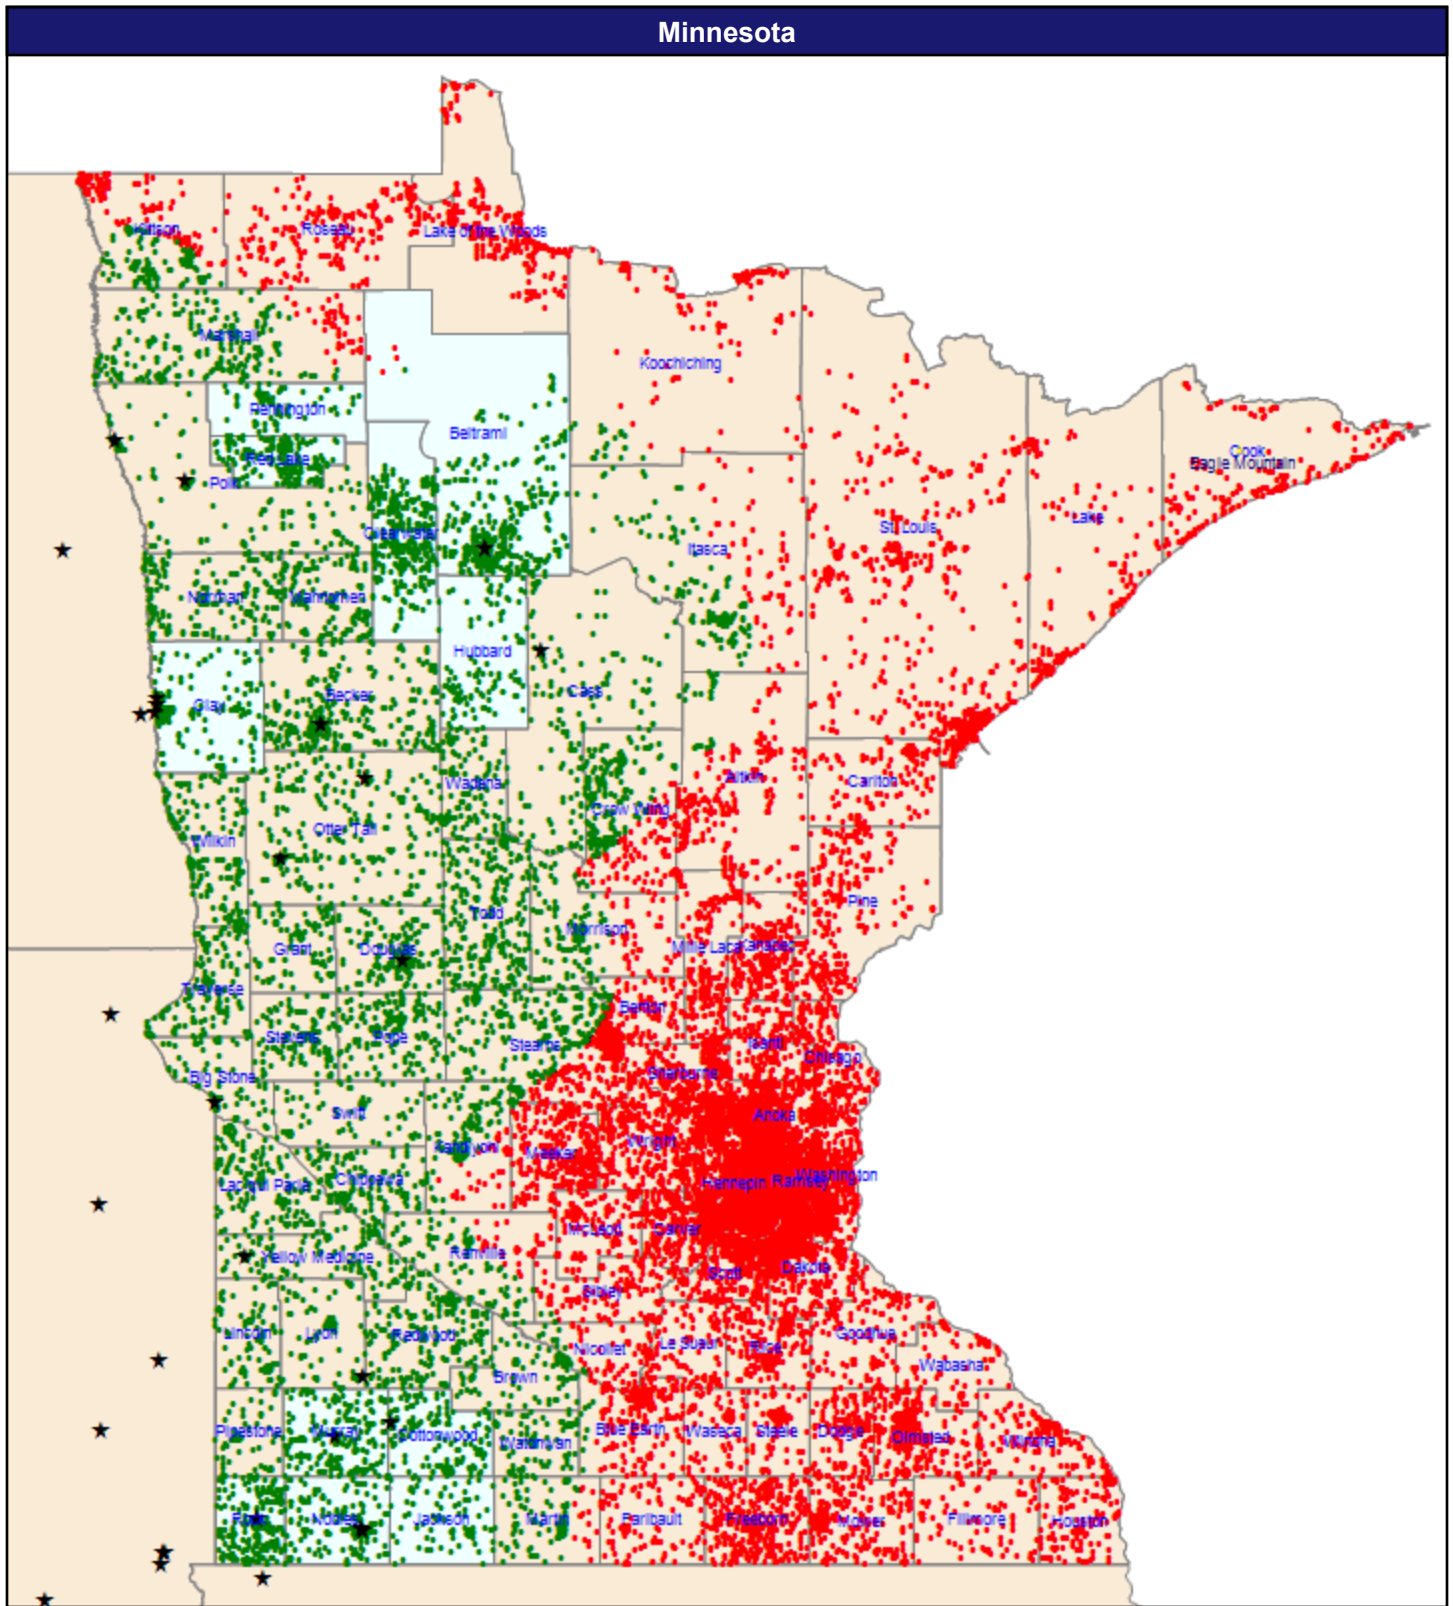 Minnesota
Kittson
Roseau
Lake of the Woods
Marshall
Koochiching
Pennington
Beltrami
Cook
Red Lake
Eagle Mountain
Polk
Lake
Clearwater
St. Louis
Itasca
Norman
Mahnomen
Hubbard
Becker
Cass
Clay
Aitkin
Carlton
Wadena
Crow Wing
Otter Tail
Wilkin
Pine
Todd
Morrison
Grant
Douglas
Mille Lacs
Kanabec
Traverse
Benton
Stevens
Pope
Stearns
Isanti
Chisago
Big Stone
Sherburne
Swift
Anoka
Kandiyohi
Meeker
Wright
Lac qui Parle
Chippewa
Hennepin
Ramsey
Washington
McLeod
Carver
Yellow Medicine
Renville
Scott
Dakota
Sibley
Lincoln
Lyon
Redwood
Nicollet
Le Sueur
Rice
Goodhue
Wabasha
Brown
Pipestone
Murray
Cottonwood
Watonwan
Blue Earth
Waseca
Steele
Dodge
Olmsted
Winona
Rock
Nobles
Jackson
Martin
Faribault
Freeborn
Mower
Fillmore
Houston